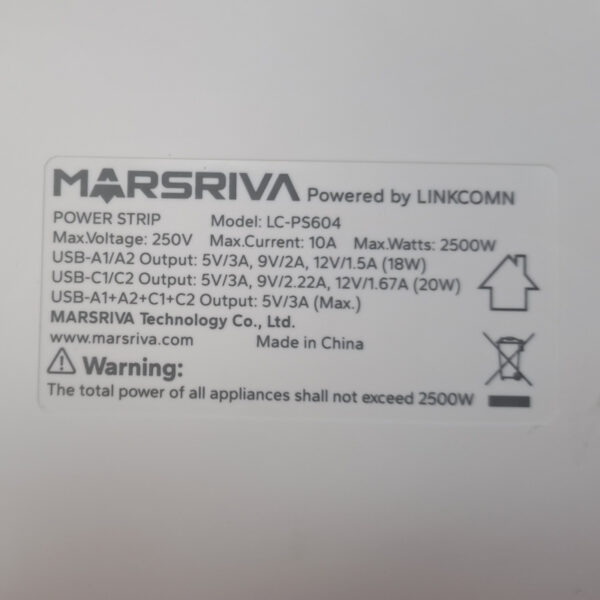 MARSRIVA Powered by LINKCOMN
POWER STRIP Model: LC-PS604
Max.Voltage: 250V Max.Current: 10A Max.Watts: 2500W
USB-A1/A2 Output: 5V/3A, 9V/2A, 12V/1.5A (18W)
USB-C1/C2 Output: 5V/3A, 9V/2.22A, 12V/1.67A (20W)
USB-A1+A2+C1+C2 Output: 5V/3A (Max.)
MARSRIVA Technology Co., Ltd.
www.marsriva.com Made in China
Warning:
The total power of all appliances shall not exceed 2500W